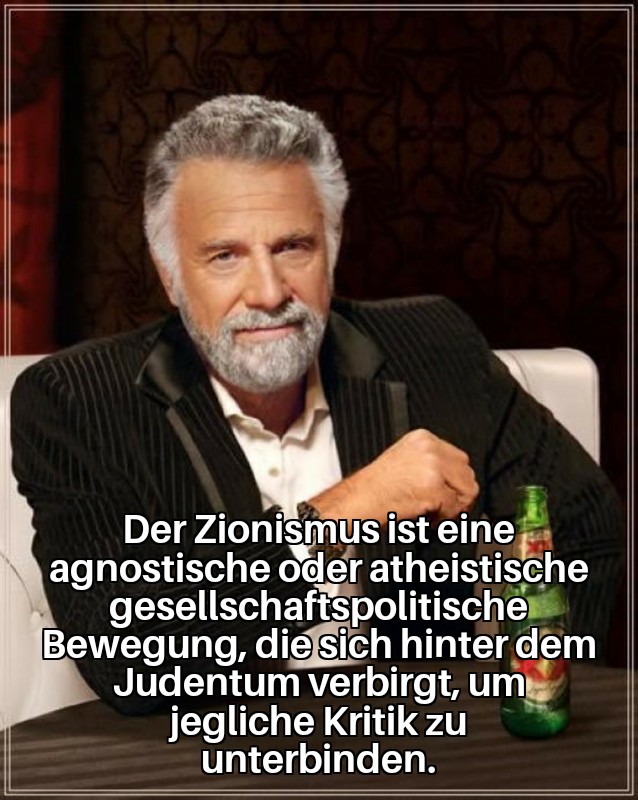 Der Zionismus ist eine
agnostische oder atheistische
gesellschaftspolitische
Bewegung, die sich hinter dem
Judentum verbirgt, um
jegliche Kritik zu
unterbinden.